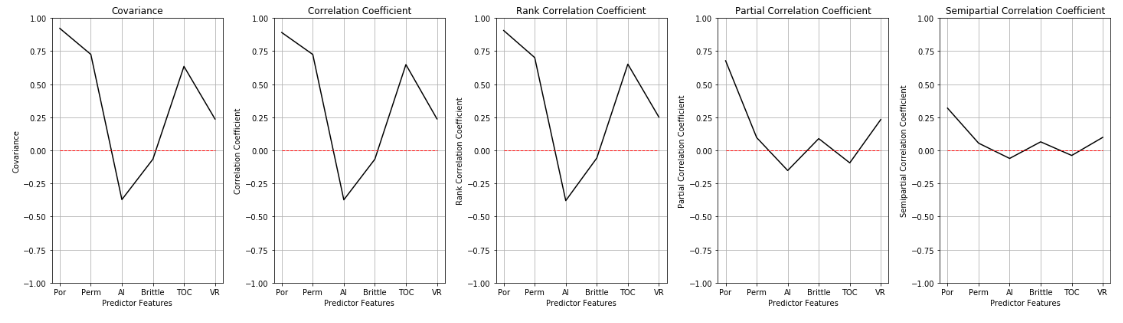 Covariance
Covariance
1.00
0.75
0.50
0.25
0.00
−0.25
−0.50
−0.75
−1.00
Por Perm AI Brittle TOC VR
Predictor Features
Correlation Coefficient
Correlation Coefficient
1.00
0.75
0.50
0.25
0.00
−0.25
−0.50
−0.75
−1.00
Por Perm AI Brittle TOC VR
Predictor Features
Rank Correlation Coefficient
Rank Correlation Coefficient
1.00
0.75
0.50
0.25
0.00
−0.25
−0.50
−0.75
−1.00
Por Perm AI Brittle TOC VR
Predictor Features
Partial Correlation Coefficient
Partial Correlation Coefficient
1.00
0.75
0.50
0.25
0.00
−0.25
−0.50
−0.75
−1.00
Por Perm AI Brittle TOC VR
Predictor Features
Semipartial Correlation Coefficient
Semipartial Correlation Coefficient
1.00
0.75
0.50
0.25
0.00
−0.25
−0.50
−0.75
−1.00
Por Perm AI Brittle TOC VR
Predictor Features